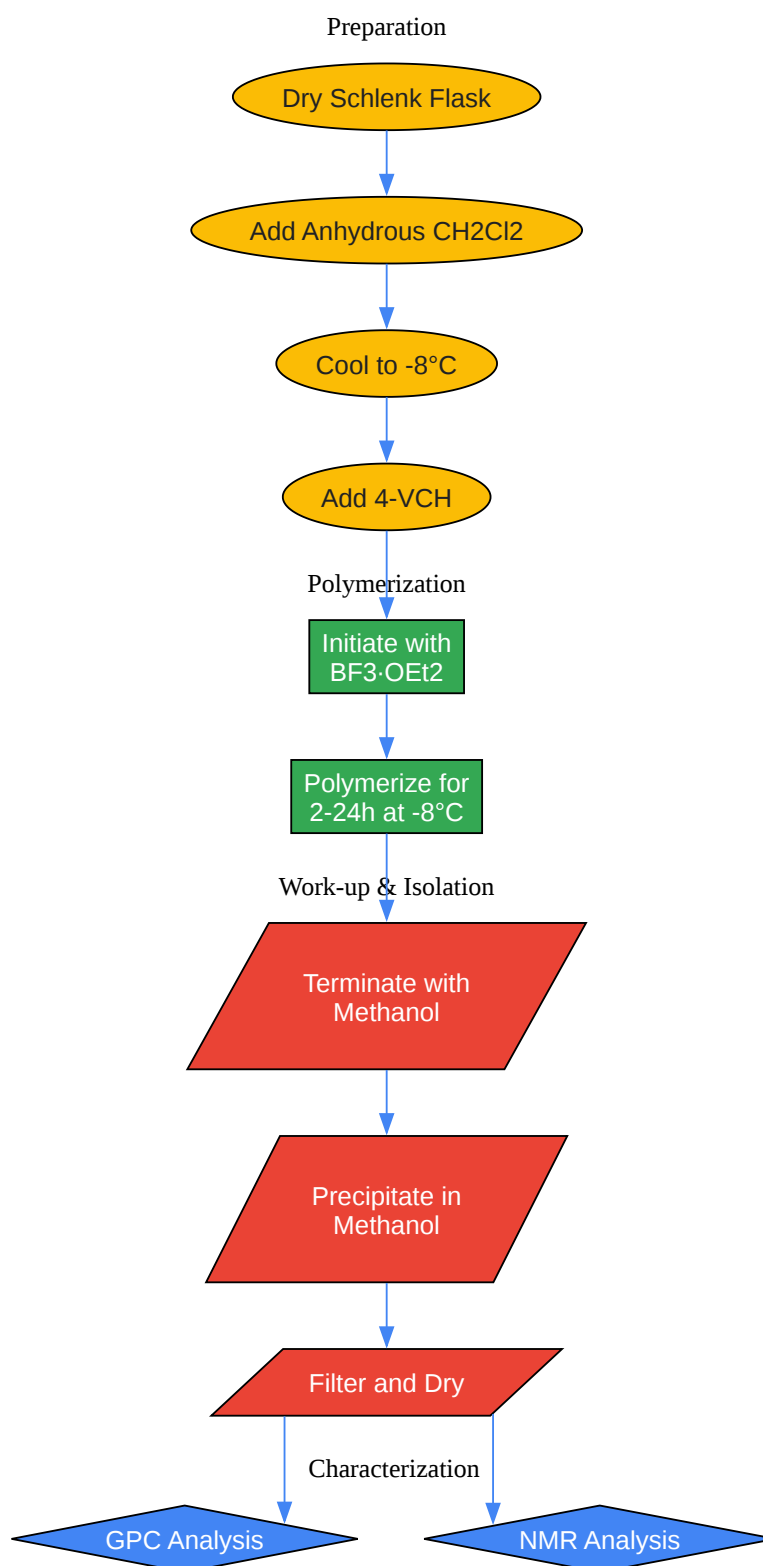 Preparation
Dry Schlenk Flask
Add Anhydrous CH2Cl2
Cool to -8°C
Add 4-VCH
Polymerization
Initiate with
BF3·OEt2
Polymerize for
2-24h at -8°C
Work-up & Isolation
Terminate with
Methanol
Precipitate in
Methanol
Filter and Dry
Characterization
GPC Analysis
NMR Analysis